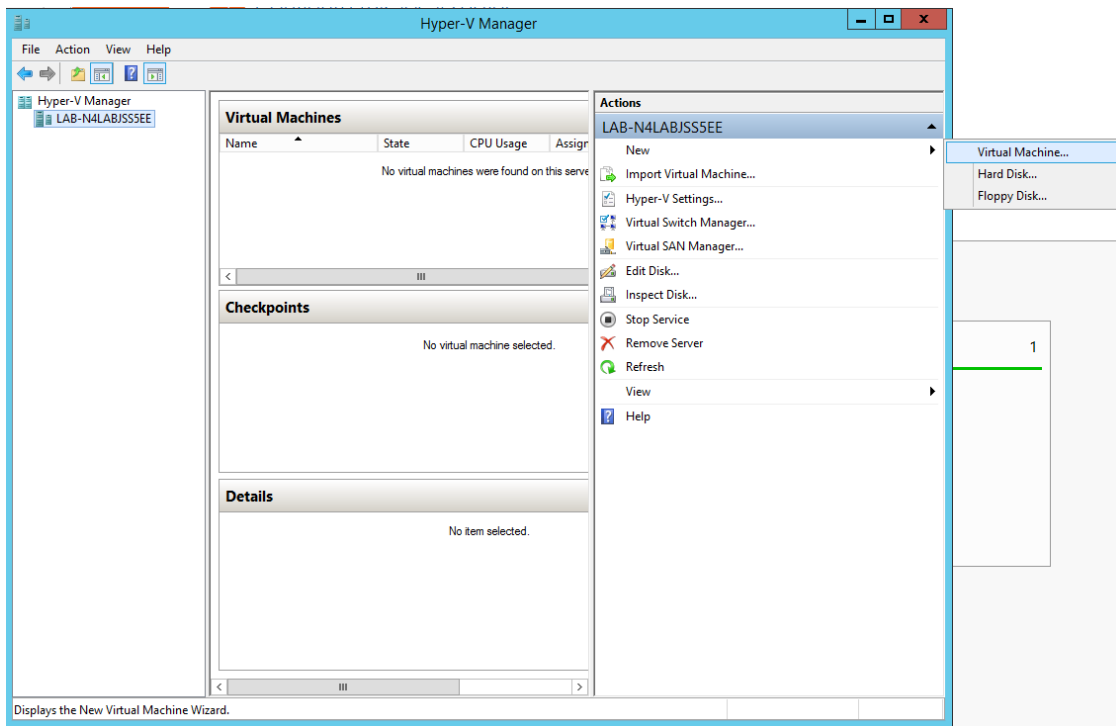 Hyper-V Manager
File Action View Help
Hyper-V Manager
LAB-N4LABJSS5EE
Virtual Machines
Name State CPU Usage Assigr
No virtual machines were found on this serve
Checkpoints
No virtual machine selected.
Details
No item selected.
Actions
LAB-N4LABJSS5EE
New
Import Virtual Machine...
Hyper-V Settings...
Virtual Switch Manager...
Virtual SAN Manager...
Edit Disk...
Inspect Disk...
Stop Service
Remove Server
Refresh
View
Help
Virtual Machine...
Hard Disk...
Floppy Disk...
1
Displays the New Virtual Machine Wizard.